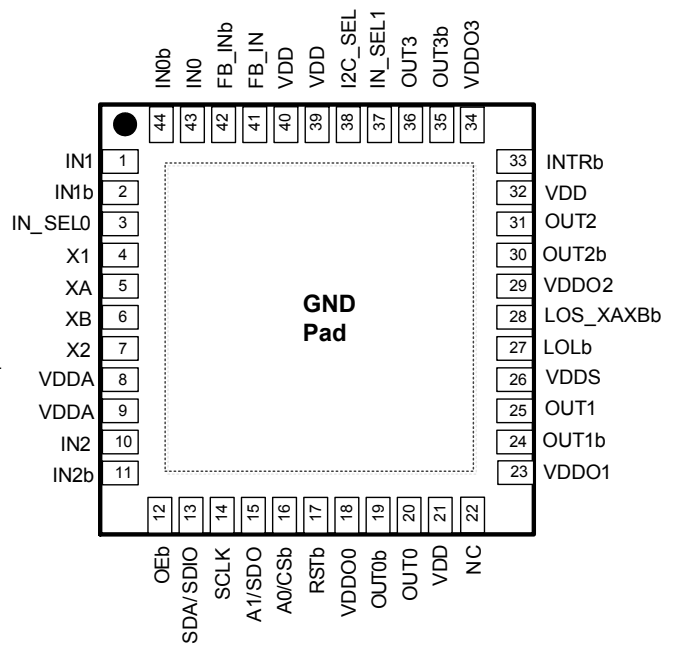 IN0b
IN0
FB_INb
FB_IN
VDD
VDD
I2C_SEL
IN_SEL1
OUT3
OUT3b
VDDO3
44
43
42
41
40
39
38
37
36
35
34
IN1 1
IN1b 2
IN_SEL0 3
X1 4
XA 5
XB 6
X2 7
VDDA 8
VDDA 9
IN2 10
IN2b 11
GND
Pad
33 INTRb
32 VDD
31 OUT2
30 OUT2b
29 VDDO2
28 LOS_XAXBb
27 LOLb
26 VDDS
25 OUT1
24 OUT1b
23 VDDO1
12
13
14
15
16
17
18
19
20
21
22
OEb
SDA/SDIO
SCLK
A1/SDO
A0/CSb
RSTb
VDDO0
OUT0b
OUT0
VDD
NC